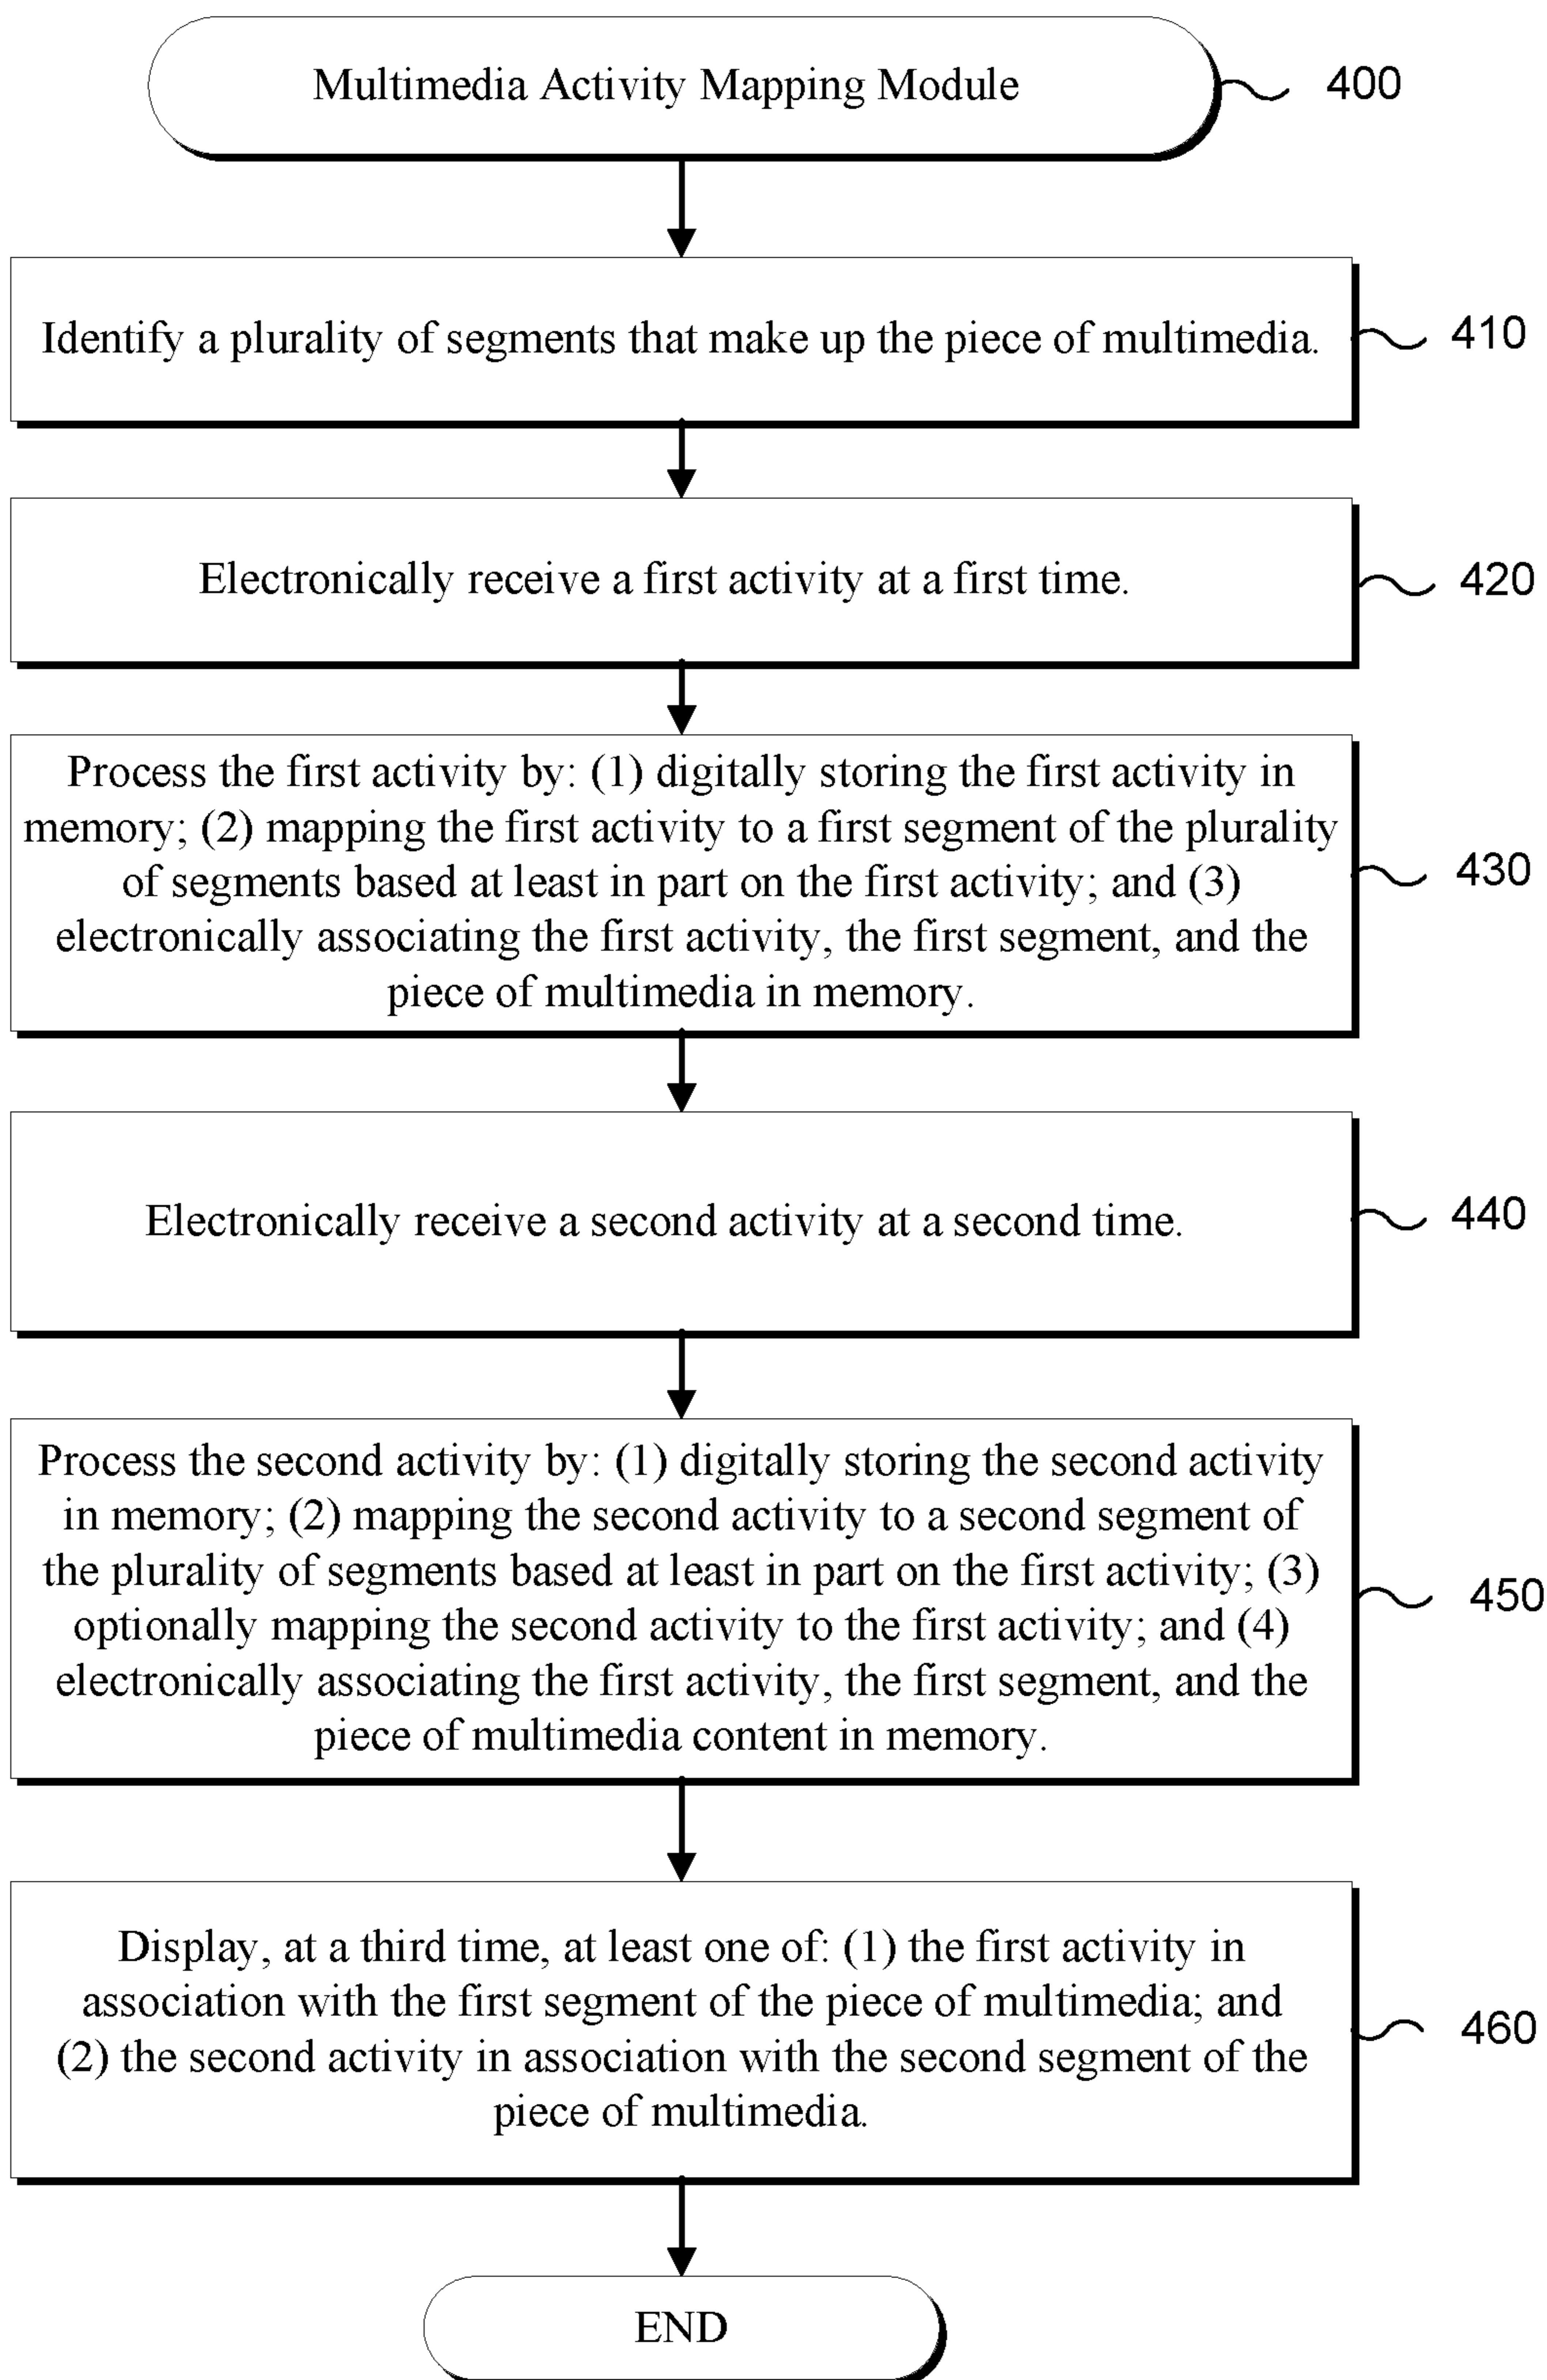 Multimedia Activity Mapping Module
400
Identify a plurality of segments that make up the piece of multimedia.
410
Electronically receive a first activity at a first time.
420
Process the first activity by: (1) digitally storing the first activity in
memory; (2) mapping the first activity to a first segment of the plurality
of segments based at least in part on the first activity; and (3)
electronically associating the first activity, the first segment, and the
piece of multimedia in memory.
430
Electronically receive a second activity at a second time.
440
Process the second activity by: (1) digitally storing the second activity
in memory; (2) mapping the second activity to a second segment of
the plurality of segments based at least in part on the first activity; (3)
optionally mapping the second activity to the first activity; and (4)
electronically associating the first activity, the first segment, and the
piece of multimedia content in memory.
450
Display, at a third time, at least one of: (1) the first activity in
association with the first segment of the piece of multimedia; and
(2) the second activity in association with the second segment of the
piece of multimedia.
460
END